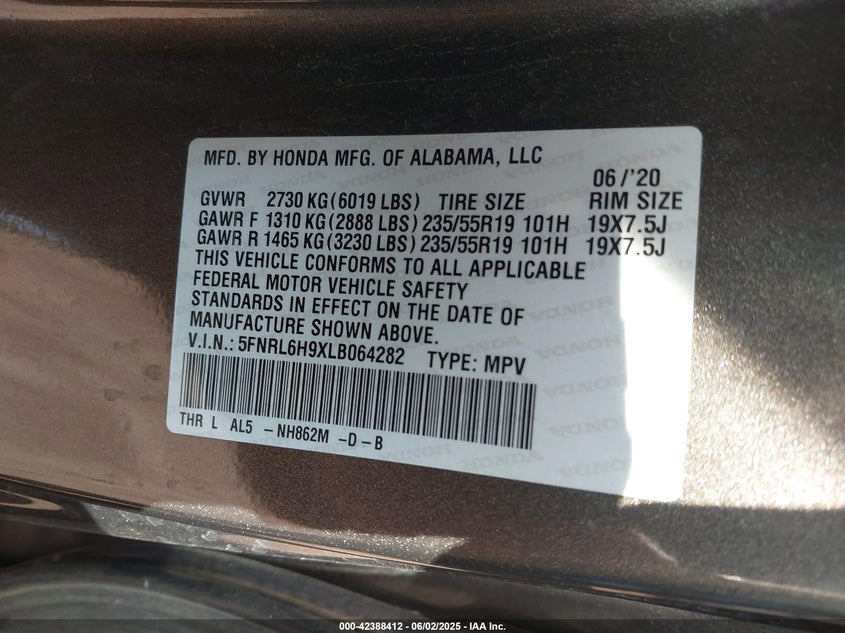 MFD. BY HONDA MFG. OF ALABAMA, LLC
06/'20
GVWR 2730 KG(6019 LBS) TIRE SIZE RIM SIZE
GAWR F 1310 KG(2888 LBS) 235/55R19 101H 19X7.5J
GAWR R 1465 KG(3230 LBS) 235/55R19 101H 19X7.5J
THIS VEHICLE CONFORMS TO ALL APPLICABLE
FEDERAL MOTOR VEHICLE SAFETY
STANDARDS IN EFFECT ON THE DATE OF
MANUFACTURE SHOWN ABOVE.
V.I.N.: 5FNRL6H9XLB064282 TYPE: MPV
THR L AL5 -NH862M -D-B
000-42388412 - 06/02/2025 - IAA Inc.